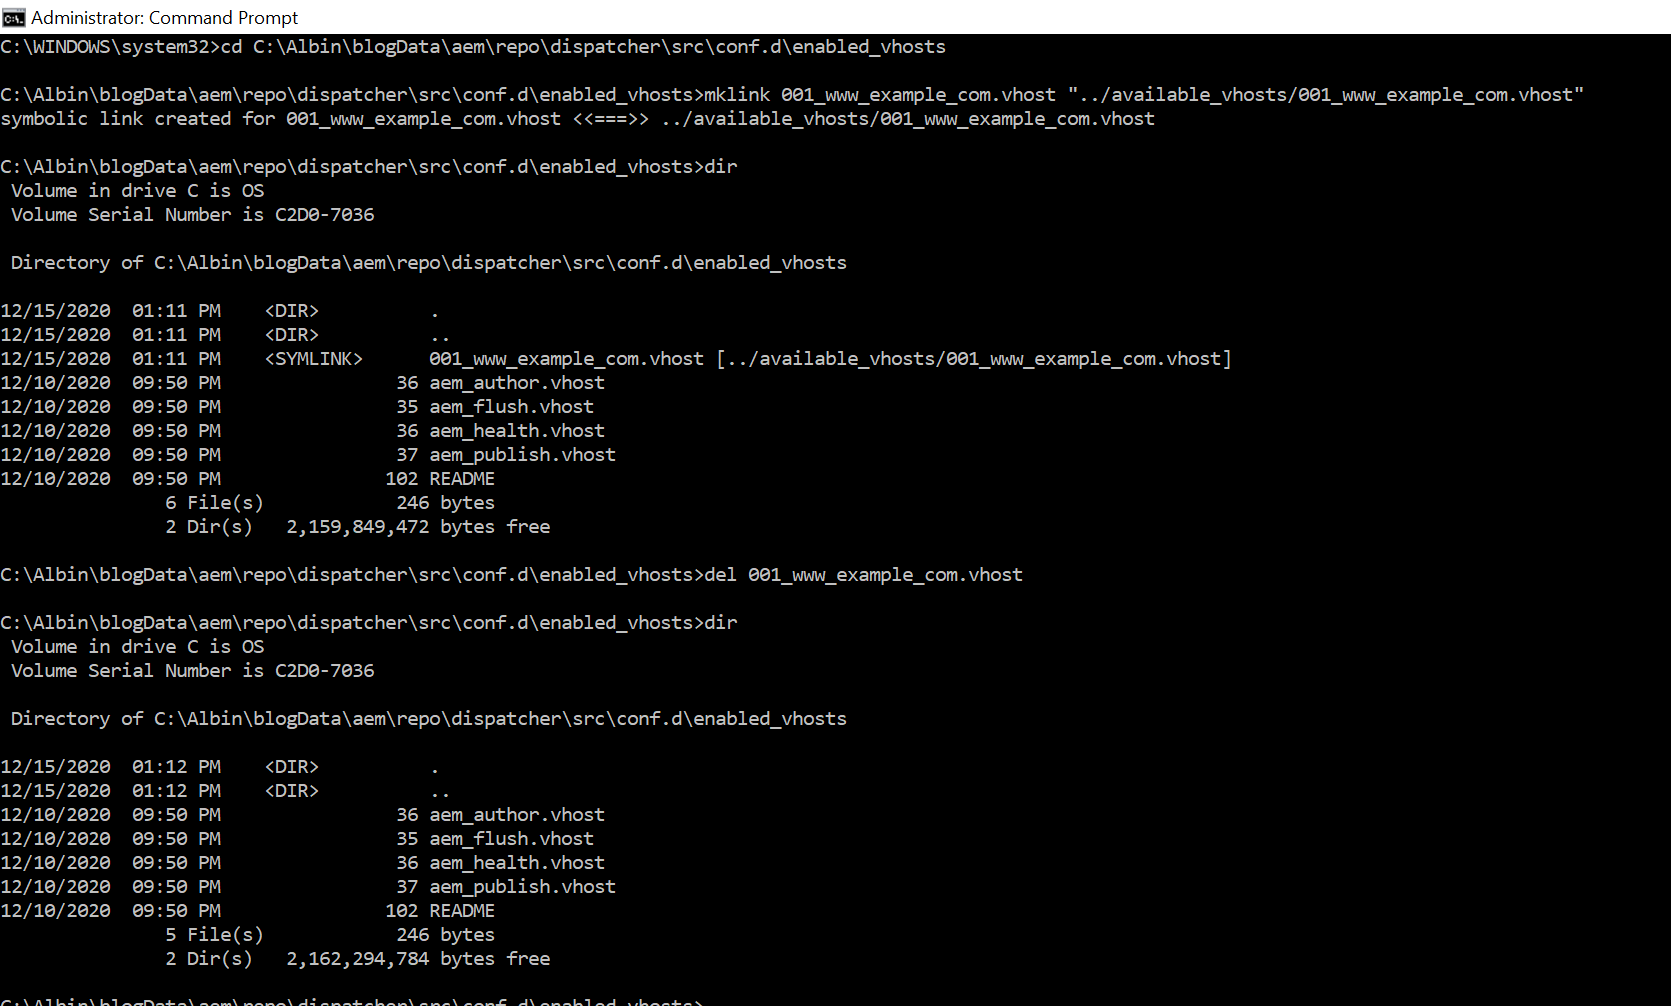 Administrator: Command Prompt
C:\WINDOWS\system32>cd C:\Albin\blogData\aem\repo\dispatcher\src\conf.d\enabled_vhosts
C:\Albin\blogData\aem\repo\dispatcher\src\conf.d\enabled_vhosts>mklink 001_www_example_com.vhost "../available_vhosts/001_www_example_com.vhost"
symbolic link created for 001_www_example_com.vhost <<===>> ../available_vhosts/001_www_example_com.vhost
C:\Albin\blogData\aem\repo\dispatcher\src\conf.d\enabled_vhosts>dir
Volume in drive C is OS
Volume Serial Number is C2D0-7036
Directory of C:\Albin\blogData\aem\repo\dispatcher\src\conf.d\enabled_vhosts
12/15/2020  01:11 PM    <DIR>          .
12/15/2020  01:11 PM    <DIR>          ..
12/15/2020  01:11 PM    <SYMLINK>      001_www_example_com.vhost [../available_vhosts/001_www_example_com.vhost]
12/10/2020  09:50 PM                36 aem_author.vhost
12/10/2020  09:50 PM                35 aem_flush.vhost
12/10/2020  09:50 PM                36 aem_health.vhost
12/10/2020  09:50 PM                37 aem_publish.vhost
12/10/2020  09:50 PM               102 README
6 File(s)            246 bytes
2 Dir(s)   2,159,849,472 bytes free
C:\Albin\blogData\aem\repo\dispatcher\src\conf.d\enabled_vhosts>del 001_www_example_com.vhost
C:\Albin\blogData\aem\repo\dispatcher\src\conf.d\enabled_vhosts>dir
Volume in drive C is OS
Volume Serial Number is C2D0-7036
Directory of C:\Albin\blogData\aem\repo\dispatcher\src\conf.d\enabled_vhosts
12/15/2020  01:12 PM    <DIR>          .
12/15/2020  01:12 PM    <DIR>          ..
12/10/2020  09:50 PM                36 aem_author.vhost
12/10/2020  09:50 PM                35 aem_flush.vhost
12/10/2020  09:50 PM                36 aem_health.vhost
12/10/2020  09:50 PM                37 aem_publish.vhost
12/10/2020  09:50 PM               102 README
5 File(s)            246 bytes
2 Dir(s)   2,162,294,784 bytes free
C:\Albin\blogData\aem\repo\dispatcher\src\conf.d\enabled_vhosts>